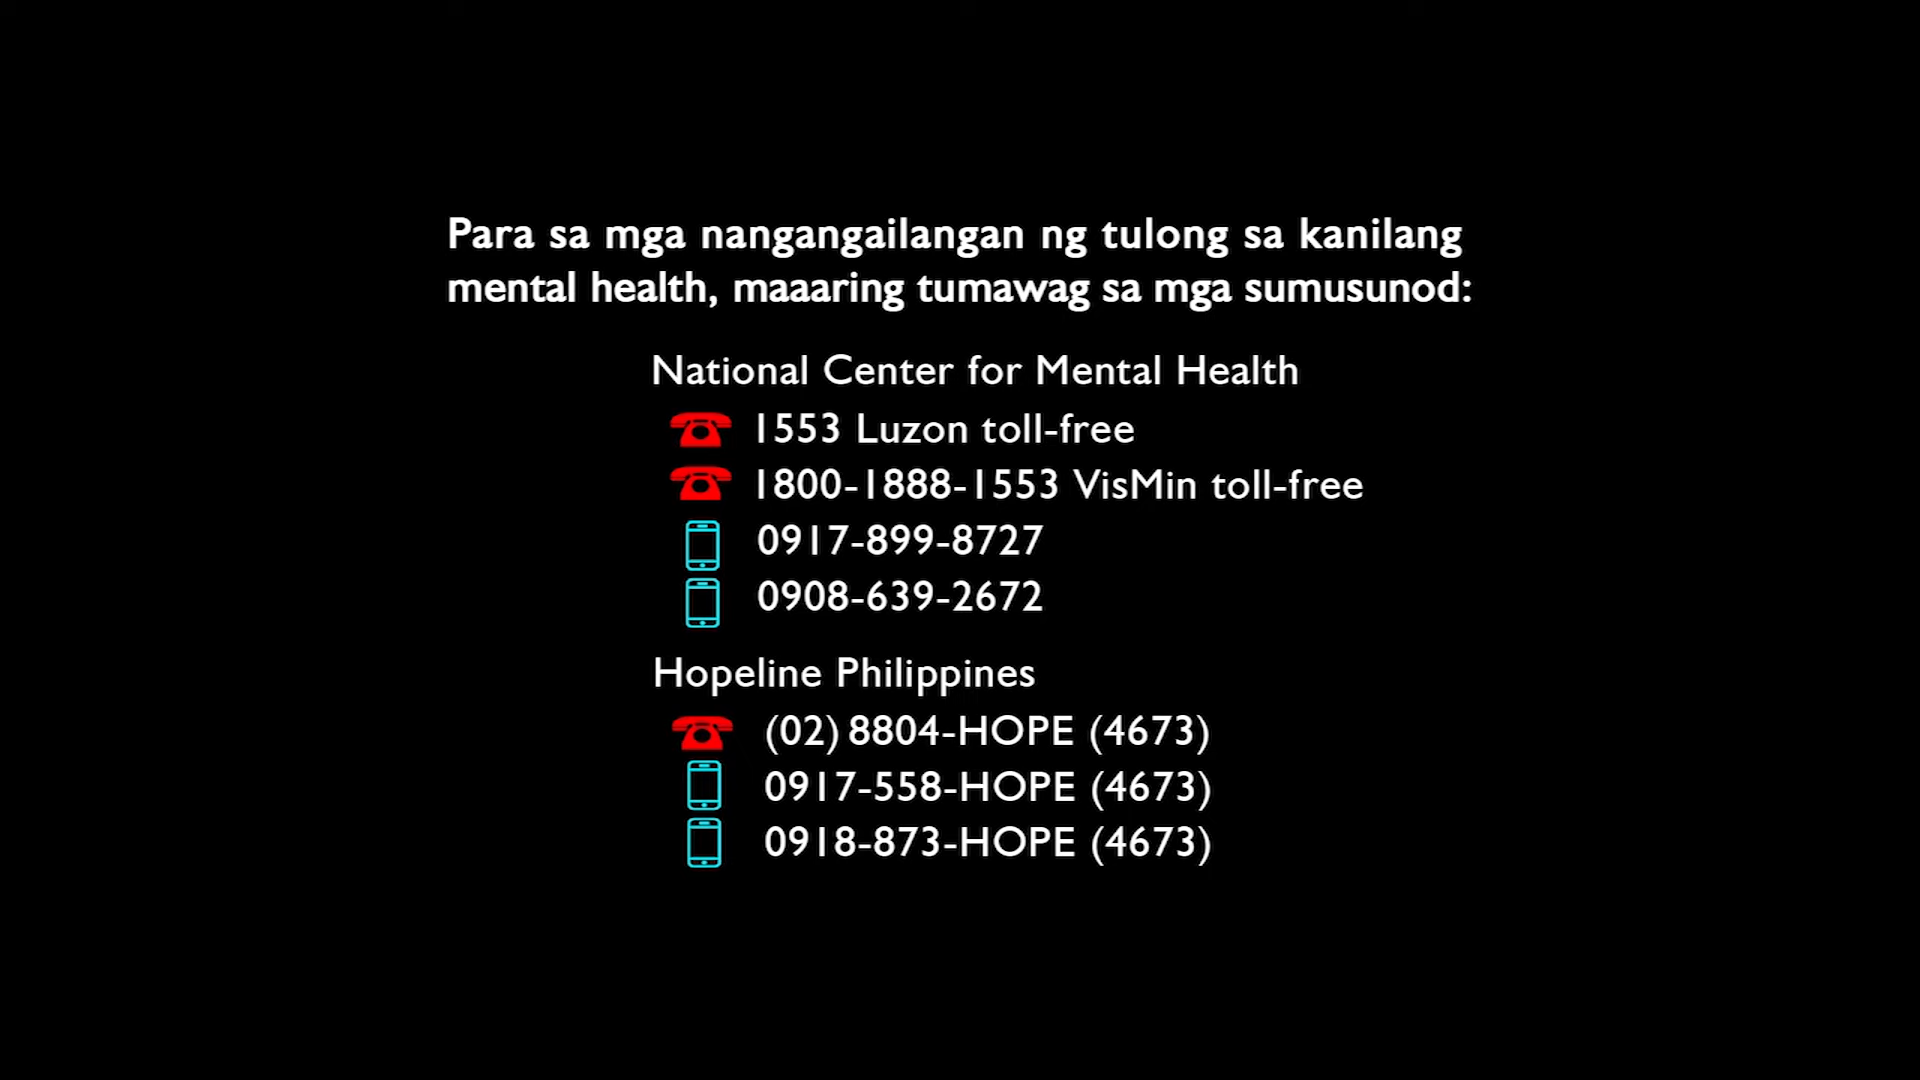 Para sa mga nangangailangan ng tulong sa kanilang
mental health, maaaring tumawag sa mga sumusunod:
National Center for Mental Health
1553 Luzon toll-free
1800-1888-1553 VisMin toll-free
0917-899-8727
0908-639-2672
Hopeline Philippines
(02) 8804-HOPE (4673)
0917-558-HOPE (4673)
0918-873-HOPE (4673)